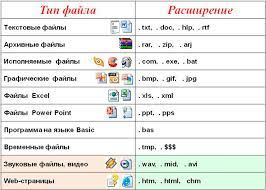 Тип файла Расширение
Текстовые файлы .txt, .doc, .hlp, .rtf
Архивные файлы .rar, .zip, .arj
Исполняемые файлы .com, .exe, .bat
Графические файлы .bmp, .gif, .jpg
Файлы Excel .xls, .xml
Файлы Power Point .ppt, .pps
Программа на языке Basic .bas
Временные файлы .tmp, .$$$
Звуковые файлы, видео .wav, .mid, .avi
Web-страницы .htm, .html, chm